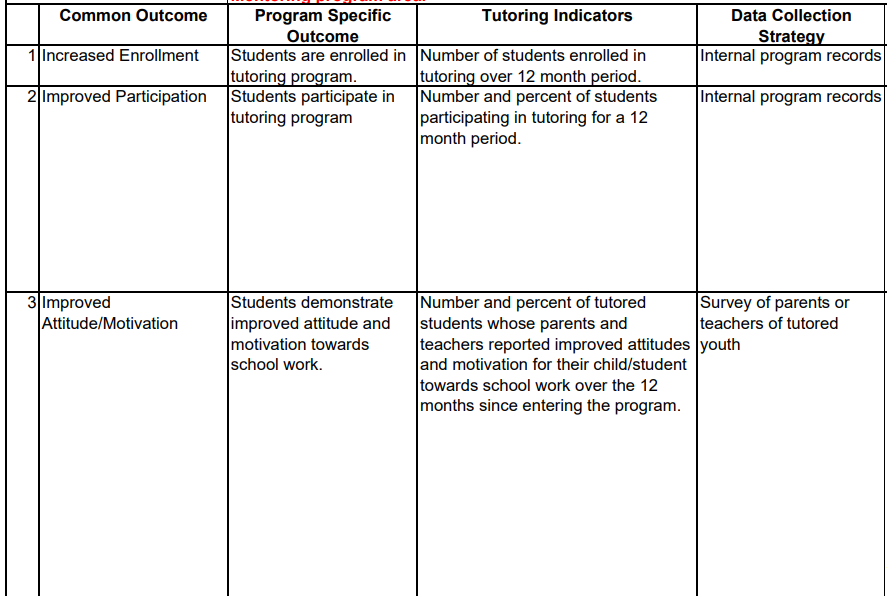 Common Outcome
Program Specific
Outcome
Tutoring Indicators
Data Collection
Strategy
1 Increased Enrollment
Students are enrolled in
tutoring program.
Number of students enrolled in
tutoring over 12 month period.
Internal program records
2 Improved Participation
Students participate in
tutoring program
Number and percent of students
participating in tutoring for a 12
month period.
Internal program records
3 Improved
Attitude/Motivation
Students demonstrate
improved attitude and
motivation towards
school work.
Number and percent of tutored
students whose parents and
teachers reported improved attitudes
and motivation for their child/student
towards school work over the 12
months since entering the program.
Survey of parents or
teachers of tutored
youth